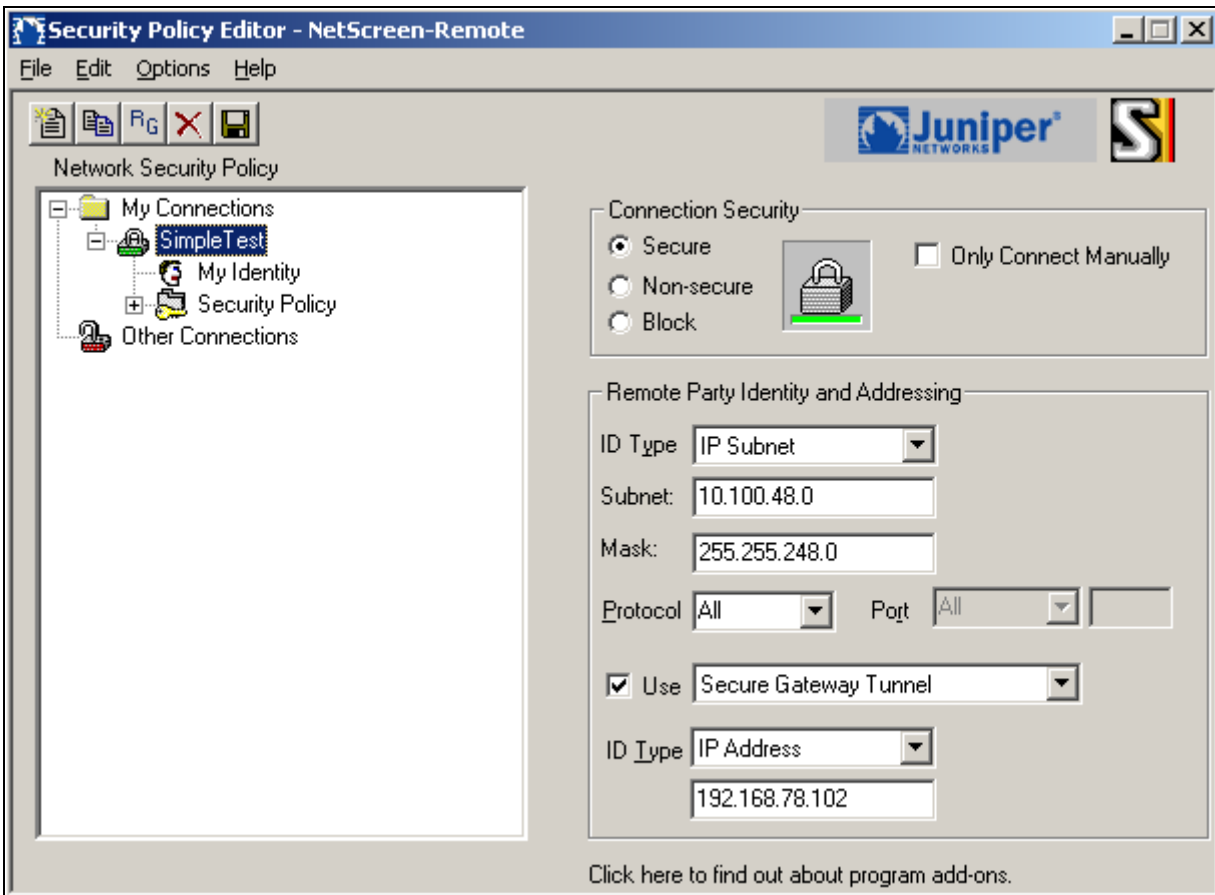 Security Policy Editor - NetScreen-Remote
File Edit Options Help
RG
Juniper®
NETWORKS
S
Network Security Policy
My Connections
SimpleTest
My Identity
Security Policy
Other Connections
Connection Security
Secure
Non-secure
Block
Only Connect Manually
Remote Party Identity and Addressing
ID Type IP Subnet
Subnet: 10.100.48.0
Mask: 255.255.248.0
Protocol All Port All
Use Secure Gateway Tunnel
ID Type IP Address
192.168.78.102
Click here to find out about program add-ons.